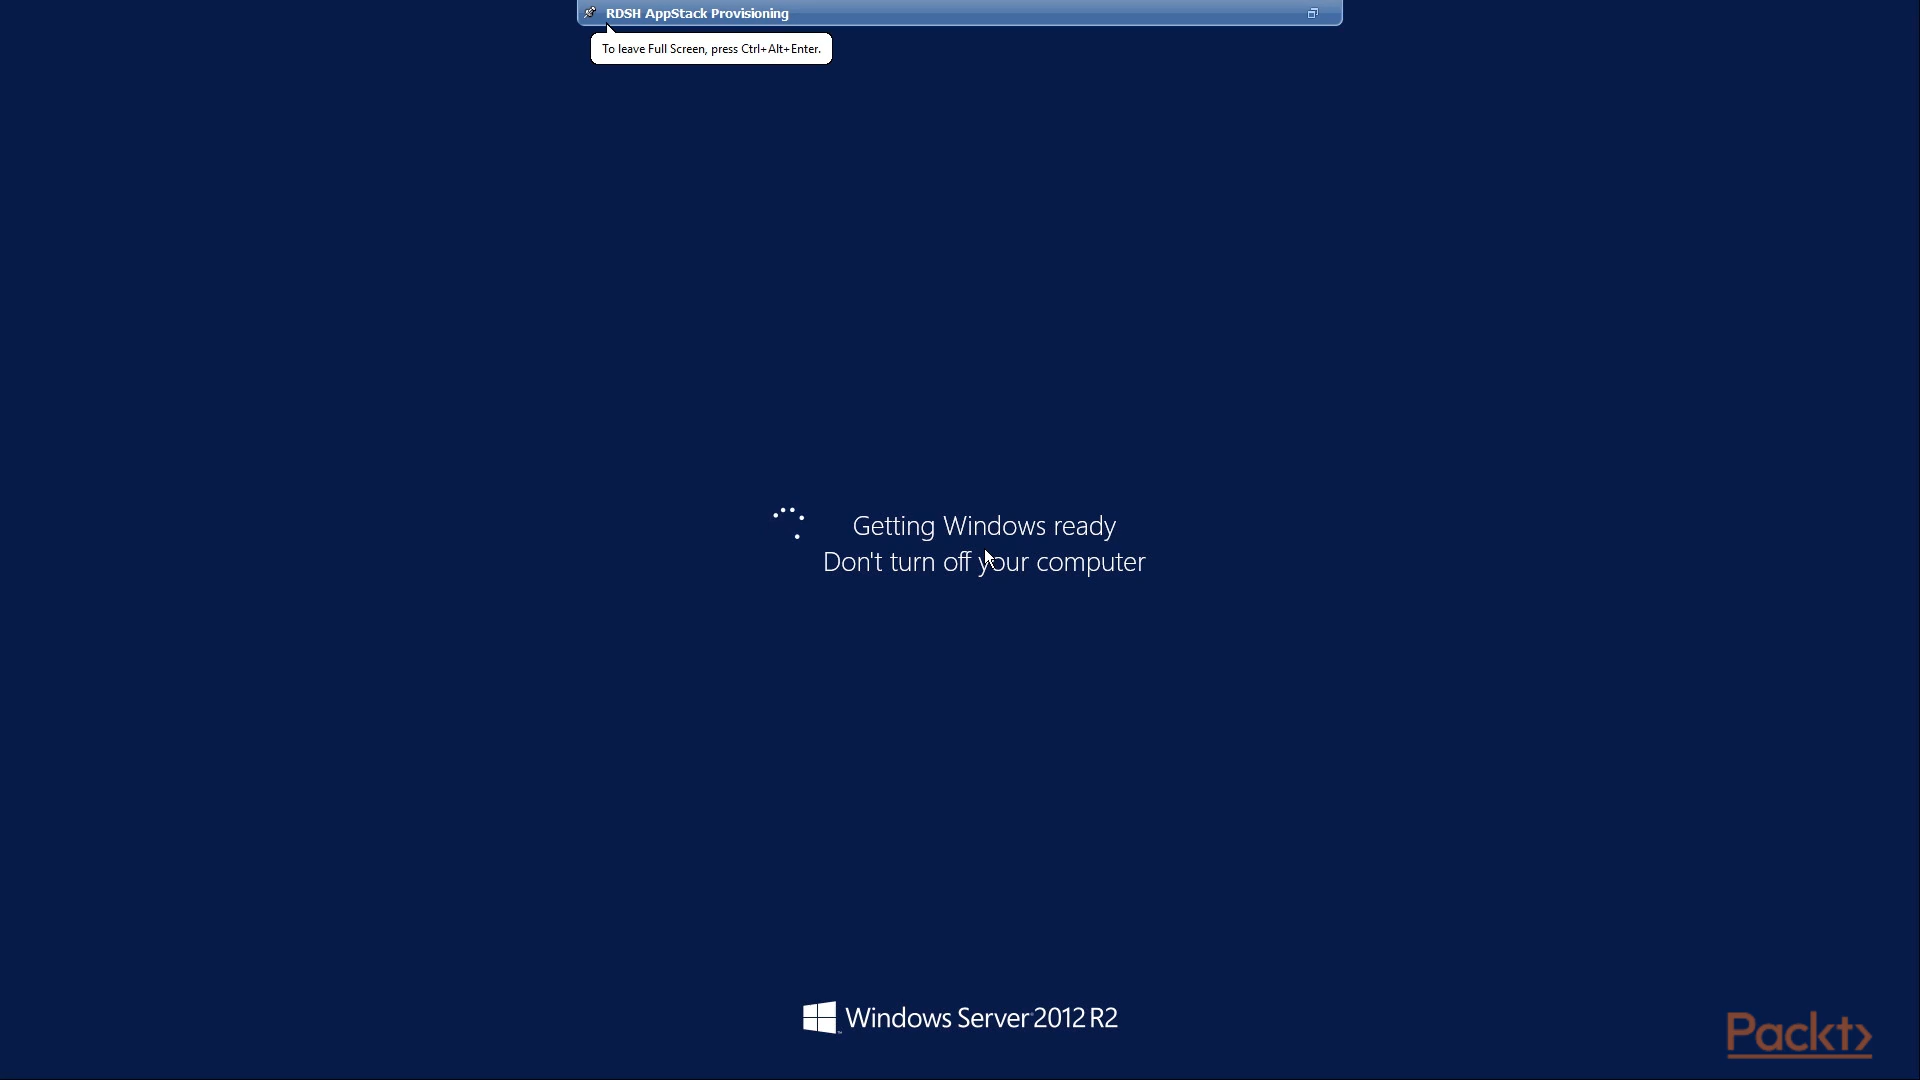 RDSH AppStack Provisioning
To leave Full Screen, press Ctrl+Alt+Enter.
Getting Windows ready
Don't turn off your computer
Windows Server 2012 R2
Packt>